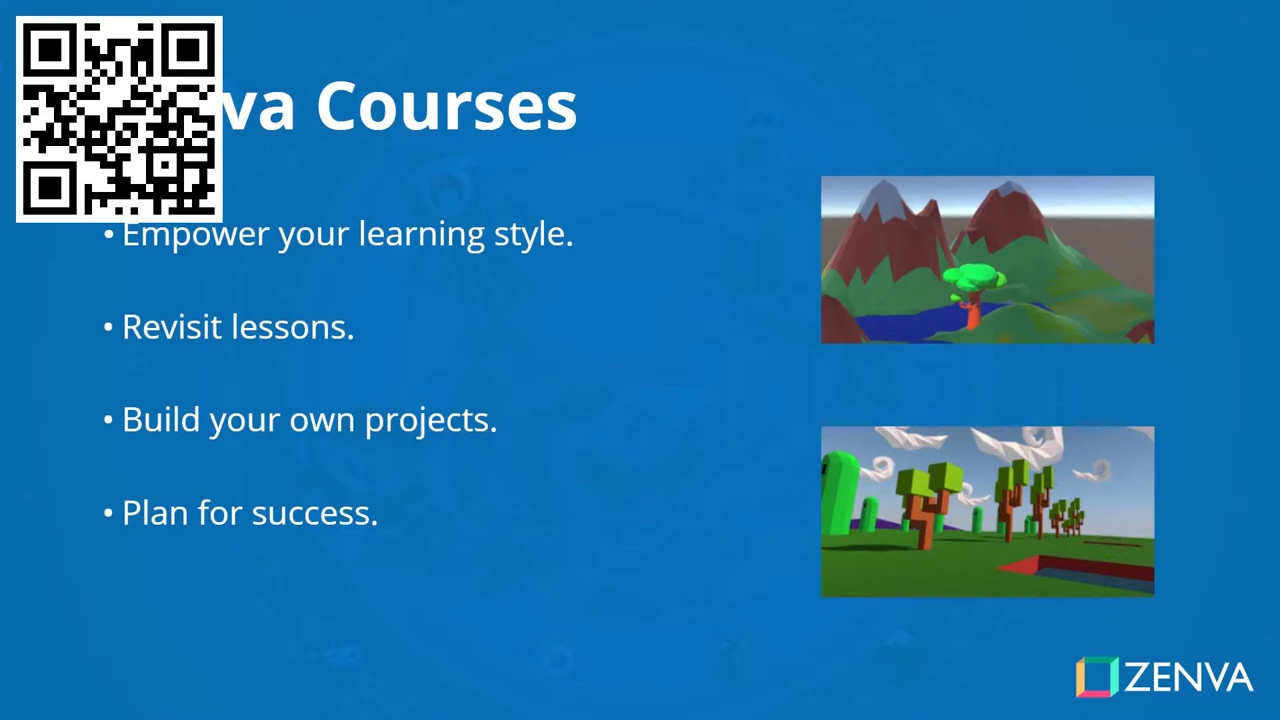 va Courses
• Empower your learning style.
• Revisit lessons.
• Build your own projects.
• Plan for success.
ZENVA